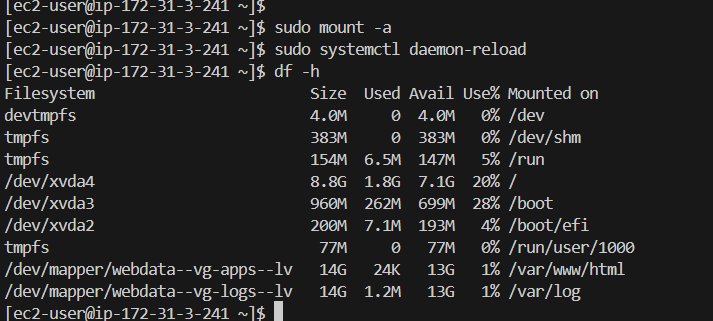 [ec2-user@ip-172-31-3-241 ~]$
[ec2-user@ip-172-31-3-241 ~]$ sudo mount -a
[ec2-user@ip-172-31-3-241 ~]$ sudo systemctl daemon-reload
[ec2-user@ip-172-31-3-241 ~]$ df -h
Filesystem                         Size  Used Avail Use% Mounted on
devtmpfs                           4.0M     0  4.0M   0% /dev
tmpfs                              383M     0  383M   0% /dev/shm
tmpfs                              154M  6.5M  147M   5% /run
/dev/xvda4                         8.8G  1.8G  7.1G  20% /
/dev/xvda3                         960M  262M  699M  28% /boot
/dev/xvda2                         200M  7.1M  193M   4% /boot/efi
tmpfs                               77M     0   77M   0% /run/user/1000
/dev/mapper/webdata--vg-apps--lv    14G   24K   13G   1% /var/www/html
/dev/mapper/webdata--vg-logs--lv    14G  1.2M   13G   1% /var/log
[ec2-user@ip-172-31-3-241 ~]$